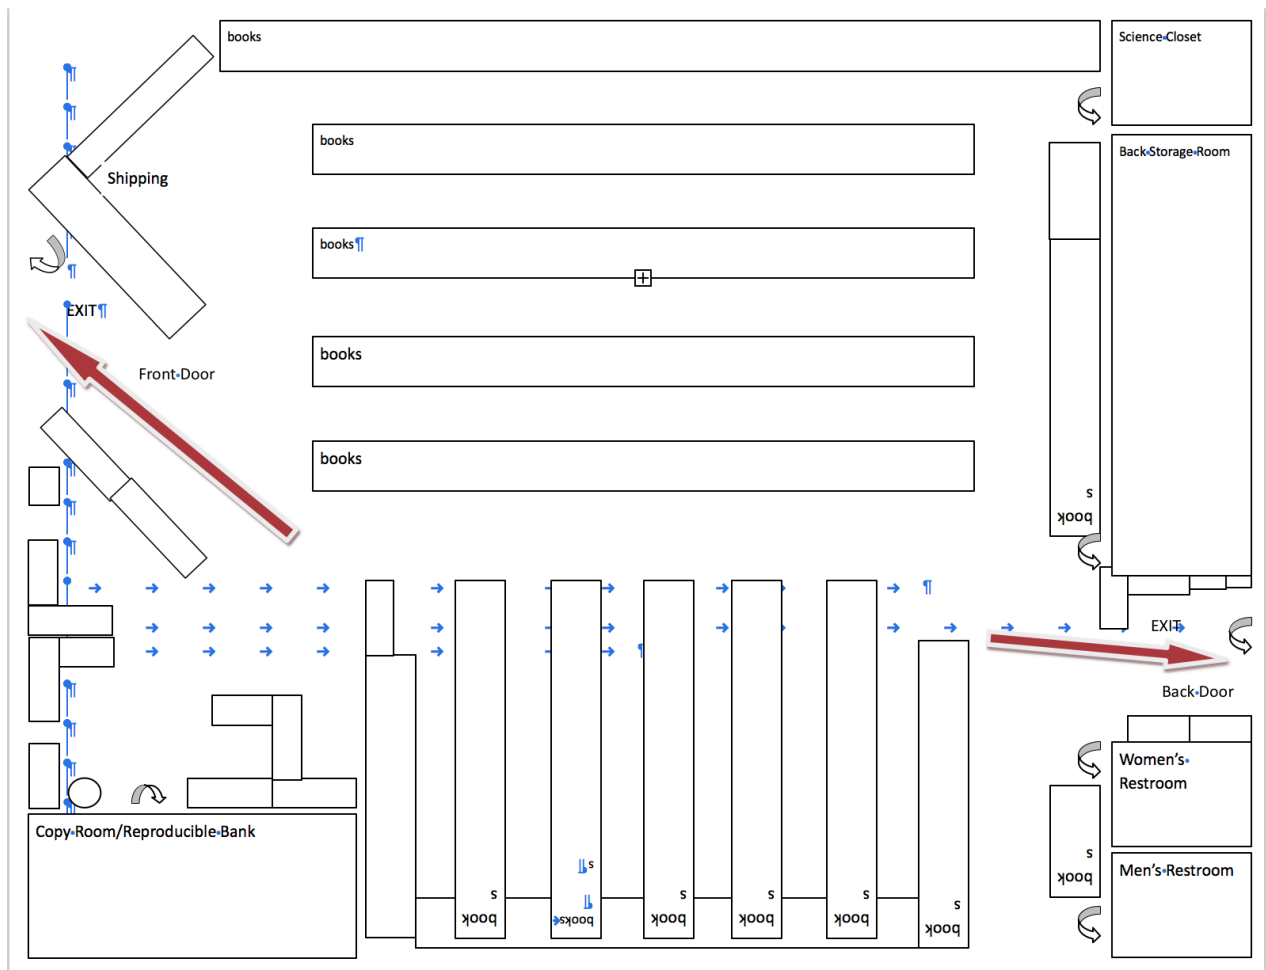 books
Science Closet
books
Back Storage Room
Shipping
books¶
EXIT¶
books
Front Door
books
book
s
EXIT
Back Door
Women's
Restroom
Copy Room/Reproducible Bank
book
s
Men's Restroom
book
s
books
s
book
s
book
s
book
s
book
s